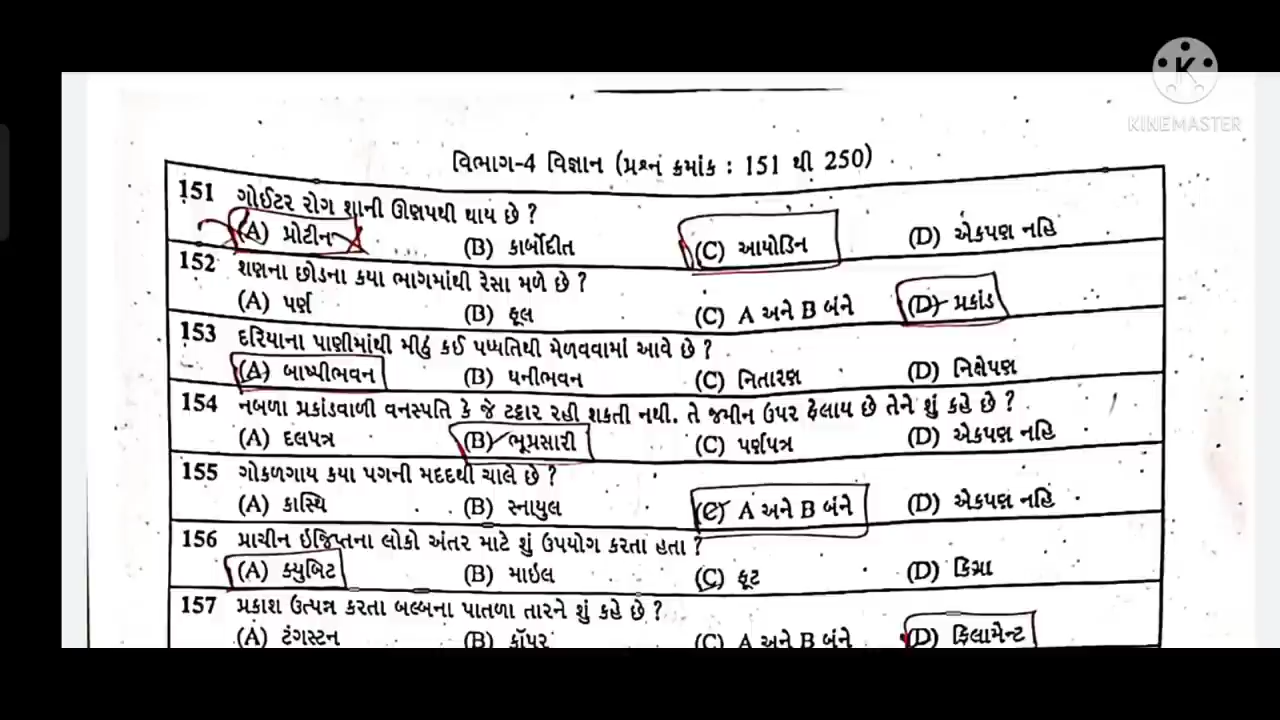 KINEMASTER
વિભાગ-4 વિજ્ઞાન (પ્રશ્ન ક્રમાંક : 151 થી 250)
151 ગોઈટર રોગ શાની ઊણપથી થાય છે ?
(A) પ્રોટીન (B) કાર્બોદીત (C) આયોડિન (D) એકપણ નહિ
152 શણના છોડના કયા ભાગમાંથી રેસા મળે છે ?
(A) પર્ણ (B) ફૂલ (C) A અને B બંને (D) પ્રકાંડ
153 દરિયાના પાણીમાંથી મીઠું કઈ પધ્ધતિથી મેળવવામાં આવે છે ?
(A) બાષ્પીભવન (B) ઘનીભવન (C) નિતારણ (D) નિક્ષેપણ
154 નબળા પ્રકાંડવાળી વનસ્પતિ કે જે ટટ્ટાર રહી શકતી નથી. તે જમીન ઉપર ફેલાય છે તેને શું કહે છે ?
(A) દલપત્ર (B) ભૂપ્રસારી (C) પર્ણપત્ર (D) એકપણ નહિ
155 ગોકળગાય કયા પગની મદદથી ચાલે છે ?
(A) કાસ્થિ (B) સ્નાયુલ (C) A અને B બંને (D) એકપણ નહિ
156 પ્રાચીન ઇજિપ્તના લોકો અંતર માટે શું ઉપયોગ કરતા હતા ?
(A) ક્યુબિટ (B) માઇલ (C) ફૂટ (D) કિગ્રા
157 પ્રકાશ ઉત્પન્ન કરતા બલ્બના પાતળા તારને શું કહે છે ?
(A) ટંગસ્ટન (B) કૉપર (C) A અને B બંને (D) ફિલામેન્ટ